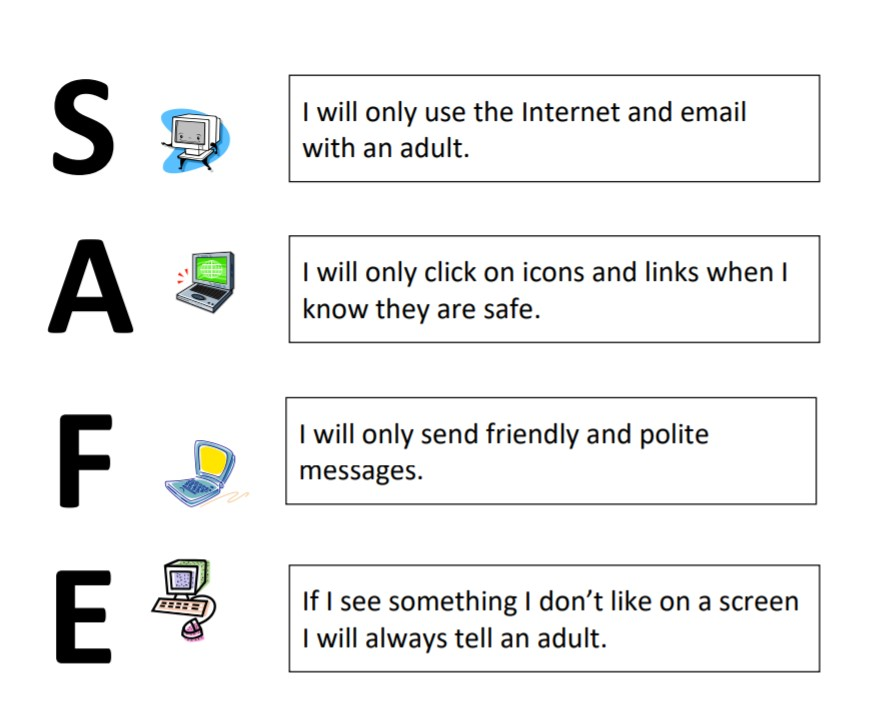 S
I will only use the Internet and email
with an adult.
A
I will only click on icons and links when I
know they are safe.
F
I will only send friendly and polite
messages.
E
If I see something I don’t like on a screen
I will always tell an adult.